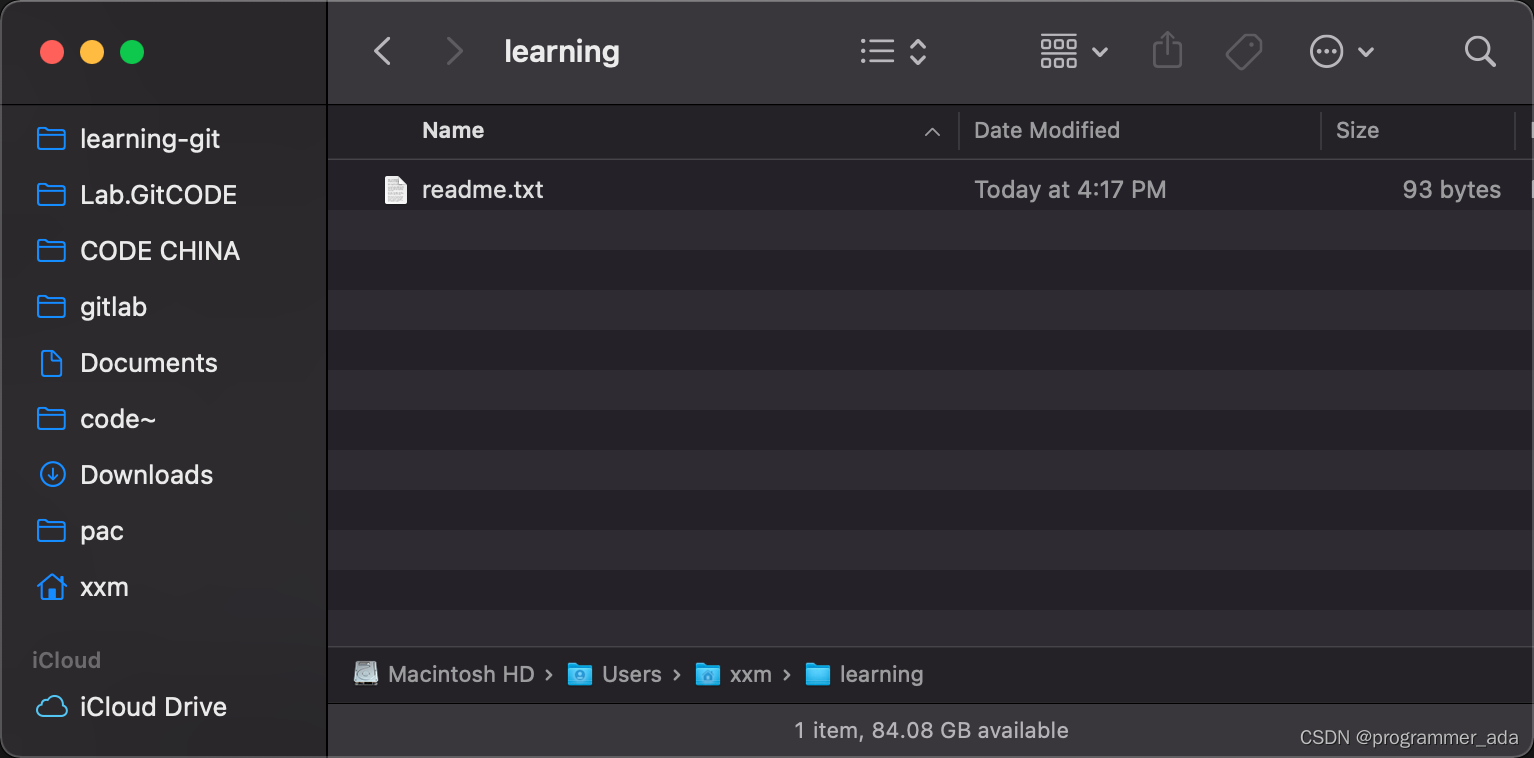 learning
learning-git
Lab.GitCODE
CODE CHINA
gitlab
Documents
code~
Downloads
pac
xxm
iCloud
iCloud Drive
Name Date Modified Size
readme.txt Today at 4:17 PM 93 bytes
Macintosh HD › Users › xxm › learning
1 item, 84.08 GB available
CSDN @programmer_ada